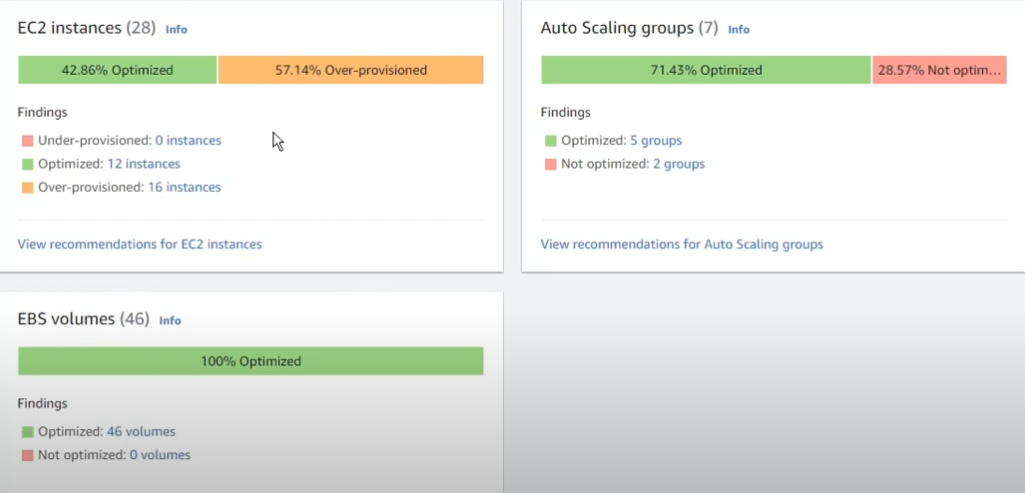 EC2 instances (28) Info
42.86% Optimized 57.14% Over-provisioned
Findings
Under-provisioned: 0 instances
Optimized: 12 instances
Over-provisioned: 16 instances
View recommendations for EC2 instances
Auto Scaling groups (7) Info
71.43% Optimized 28.57% Not optim...
Findings
Optimized: 5 groups
Not optimized: 2 groups
View recommendations for Auto Scaling groups
EBS volumes (46) Info
100% Optimized
Findings
Optimized: 46 volumes
Not optimized: 0 volumes